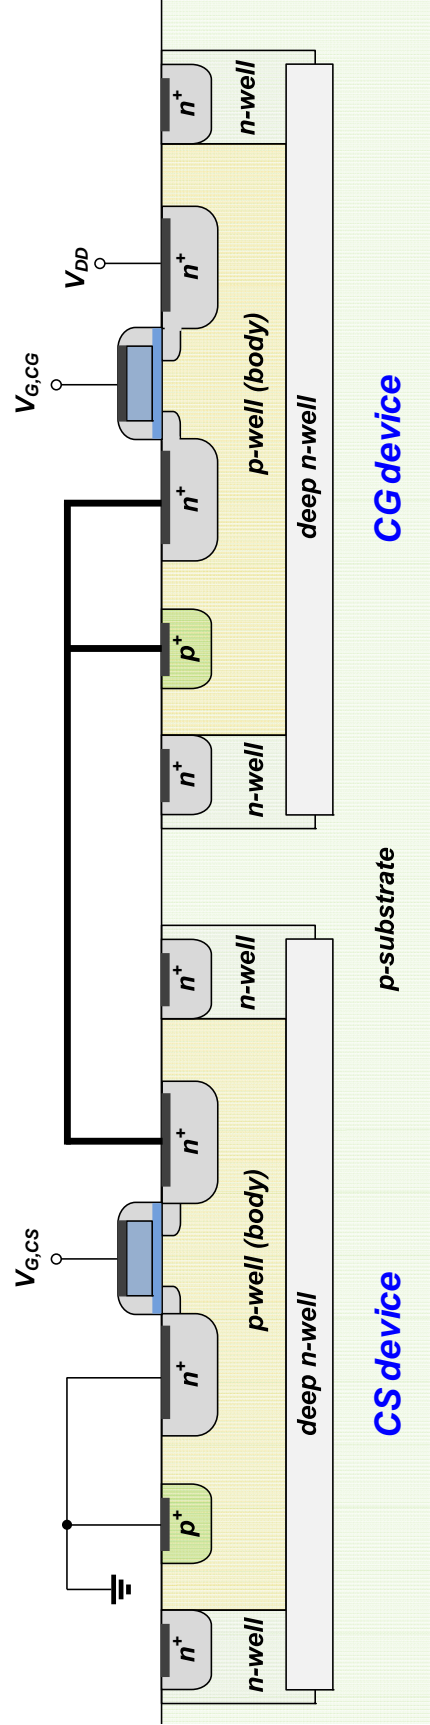 V_G,CS
V_G,CG
V_DD
n⁺
p⁺
n⁺
n⁺
n⁺
n⁺
p⁺
n⁺
n⁺
n⁺
n-well
p-well (body)
n-well
n-well
p-well (body)
n-well
deep n-well
deep n-well
p-substrate
CS device
CG device